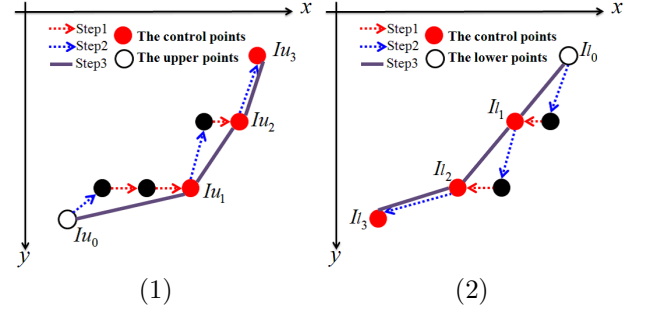 x
Step1
The control points
Step2
Step3
The upper points
Iu3
Iu2
Iu1
Iu0
y
(1)
x
Step1
The control points
Step2
Step3
The lower points
Il0
Il1
Il2
Il3
y
(2)